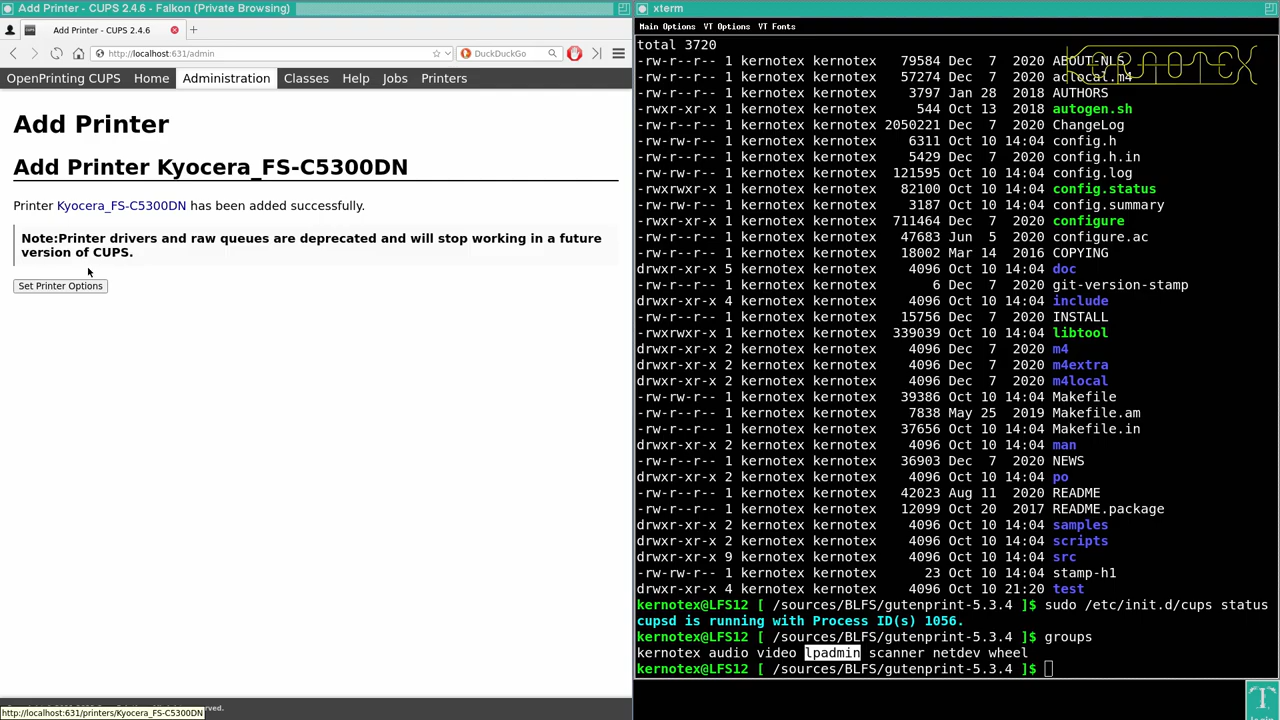 Add Printer - CUPS 2.4.6 - Falkon (Private Browsing)
Add Printer - CUPS 2.4.6
http://localhost:631/admin
DuckDuckGo
OpenPrinting CUPS Home Administration Classes Help Jobs Printers
Add Printer
Add Printer Kyocera_FS-C5300DN
Printer Kyocera_FS-C5300DN has been added successfully.
Note:Printer drivers and raw queues are deprecated and will stop working in a future
version of CUPS.
Set Printer Options
http://localhost:631/printers/Kyocera_FS-C5300DN
xterm
Main Options VT Options VT Fonts
KERNOTEX
total 3720
-rw-r--r-- 1 kernotex kernotex 79584 Dec 7 2020 ABOUT-NLS
-rw-r--r-- 1 kernotex kernotex 57274 Dec 7 2020 aclocal.m4
-rw-r--r-- 1 kernotex kernotex 3797 Jan 28 2018 AUTHORS
-rwxr-xr-x 1 kernotex kernotex 544 Oct 13 2018 autogen.sh
-rw-r--r-- 1 kernotex kernotex 2050221 Dec 7 2020 ChangeLog
-rw-rw-r-- 1 kernotex kernotex 6311 Oct 10 14:04 config.h
-rw-r--r-- 1 kernotex kernotex 5429 Dec 7 2020 config.h.in
-rw-rw-r-- 1 kernotex kernotex 121595 Oct 10 14:04 config.log
-rwxrwxr-x 1 kernotex kernotex 82100 Oct 10 14:04 config.status
-rw-rw-r-- 1 kernotex kernotex 3187 Oct 10 14:04 config.summary
-rwxr-xr-x 1 kernotex kernotex 711464 Dec 7 2020 configure
-rw-r--r-- 1 kernotex kernotex 47683 Jun 5 2020 configure.ac
-rw-r--r-- 1 kernotex kernotex 18002 Mar 14 2016 COPYING
drwxr-xr-x 5 kernotex kernotex 4096 Oct 10 14:04 doc
-rw-r--r-- 1 kernotex kernotex 6 Dec 7 2020 git-version-stamp
drwxr-xr-x 4 kernotex kernotex 4096 Oct 10 14:04 include
-rw-r--r-- 1 kernotex kernotex 15756 Dec 7 2020 INSTALL
-rwxrwxr-x 1 kernotex kernotex 339039 Oct 10 14:04 libtool
drwxr-xr-x 2 kernotex kernotex 4096 Dec 7 2020 m4
drwxr-xr-x 2 kernotex kernotex 4096 Dec 7 2020 m4extra
drwxr-xr-x 2 kernotex kernotex 4096 Dec 7 2020 m4local
-rw-rw-r-- 1 kernotex kernotex 39386 Oct 10 14:04 Makefile
-rw-r--r-- 1 kernotex kernotex 7838 May 25 2019 Makefile.am
-rw-r--r-- 1 kernotex kernotex 37656 Oct 10 14:04 Makefile.in
drwxr-xr-x 2 kernotex kernotex 4096 Oct 10 14:04 man
-rw-r--r-- 1 kernotex kernotex 36903 Dec 7 2020 NEWS
drwxr-xr-x 2 kernotex kernotex 4096 Oct 10 14:04 po
-rw-r--r-- 1 kernotex kernotex 42023 Aug 11 2020 README
-rw-r--r-- 1 kernotex kernotex 12099 Oct 20 2017 README.package
drwxr-xr-x 2 kernotex kernotex 4096 Oct 10 14:04 samples
drwxr-xr-x 2 kernotex kernotex 4096 Oct 10 14:04 scripts
drwxr-xr-x 9 kernotex kernotex 4096 Oct 10 14:04 src
-rw-rw-r-- 1 kernotex kernotex 23 Oct 10 14:04 stamp-h1
drwxr-xr-x 4 kernotex kernotex 4096 Oct 10 21:20 test
kernotex@LFS12 [ /sources/BLFS/gutenprint-5.3.4 ]$ sudo /etc/init.d/cups status
cupsd is running with Process ID(s) 1056.
kernotex@LFS12 [ /sources/BLFS/gutenprint-5.3.4 ]$ groups
kernotex audio video lpadmin scanner netdev wheel
kernotex@LFS12 [ /sources/BLFS/gutenprint-5.3.4 ]$